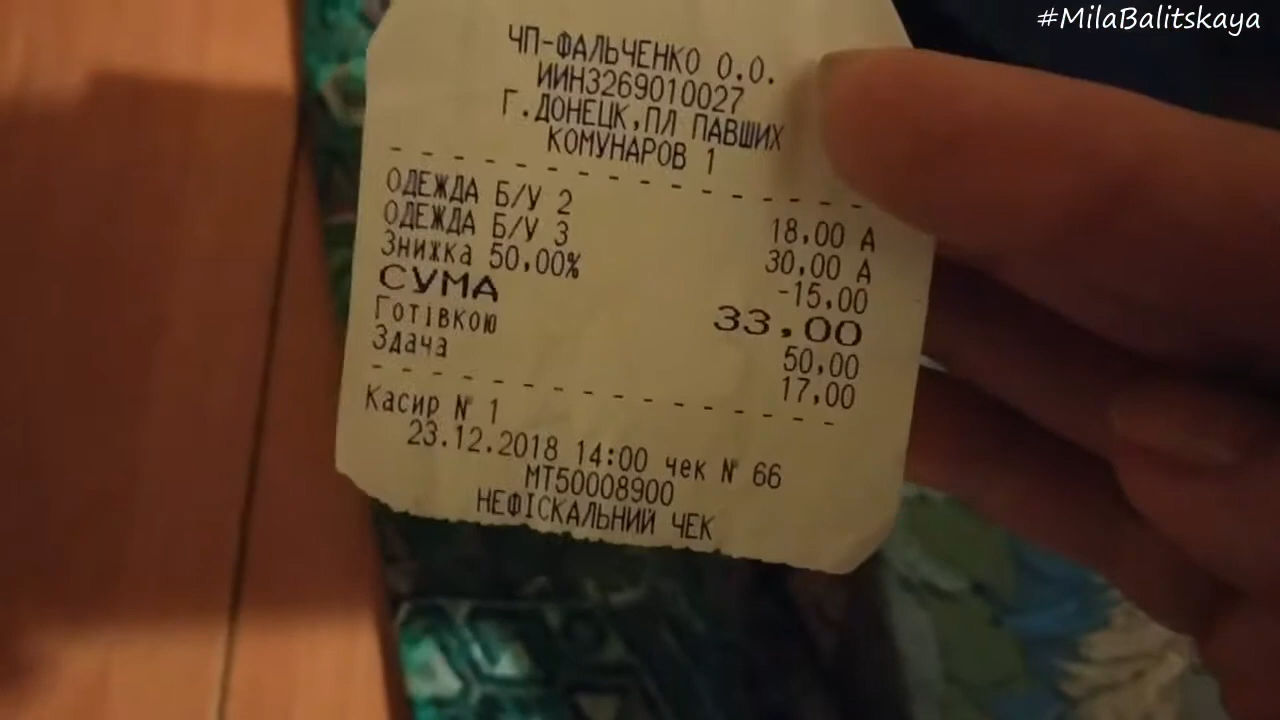 #MilaBalitskaya
ЧП-ФАЛЬЧЕНКО О.О.
ИИН3269010027
Г.ДОНЕЦК,ПЛ ПАВШИХ
КОМУНАРОВ 1
ОДЕЖДА Б/У 2 18,00 А
ОДЕЖДА Б/У 3 30,00 А
Знижка 50,00% -15,00
СУМА 33,00
Готівкою 50,00
Здача 17,00
Касир № 1
23.12.2018 14:00 чек № 66
МТ50008900
НЕФІСКАЛЬНИЙ ЧЕК